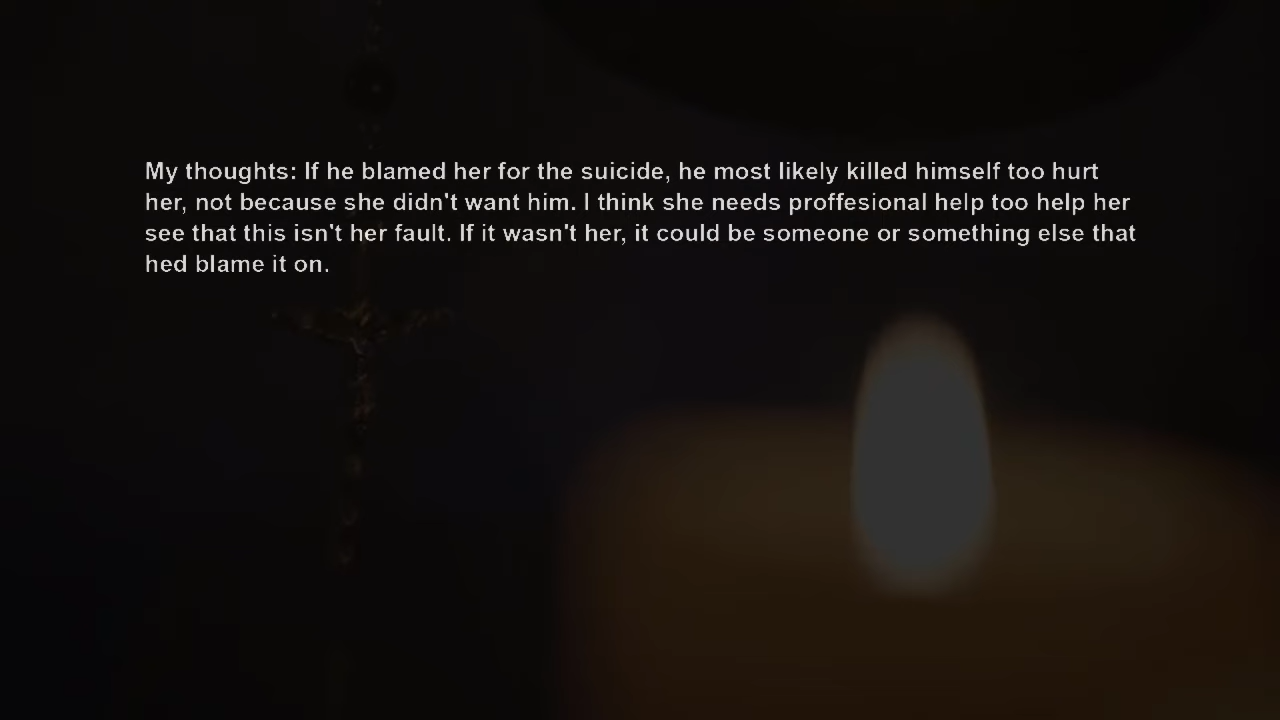 My thoughts: If he blamed her for the suicide, he most likely killed himself too hurt
her, not because she didn't want him. I think she needs proffesional help too help her
see that this isn't her fault. If it wasn't her, it could be someone or something else that
hed blame it on.